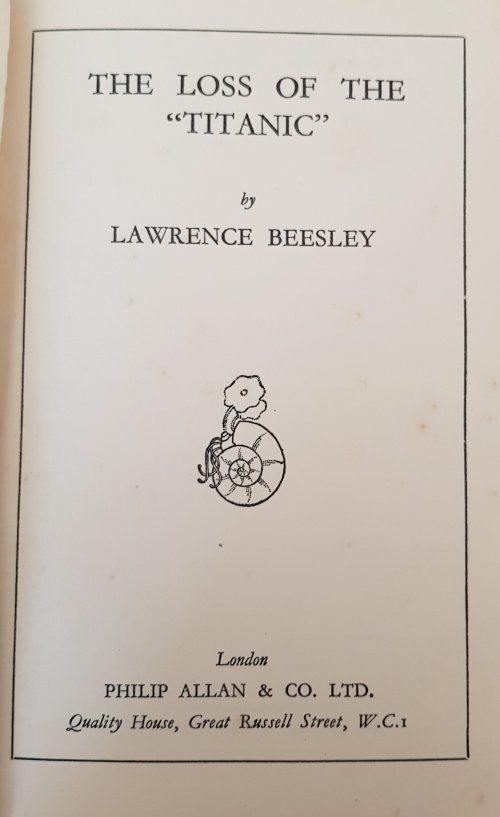 THE LOSS OF THE
“TITANIC”
by
LAWRENCE BEESLEY
London
PHILIP ALLAN & CO. LTD.
Quality House, Great Russell Street, W.C.1